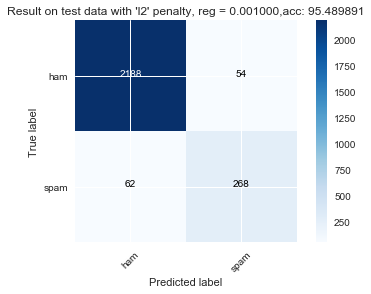 Result on test data with 'l2' penalty, reg = 0.001000,acc: 95.489891
ham
2188
54
spam
62
268
ham
spam
True label
Predicted label
2000
1750
1500
1250
1000
750
500
250